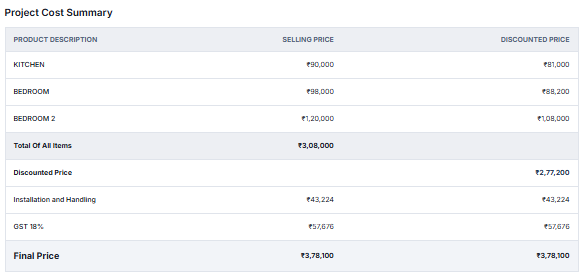 Project Cost Summary
PRODUCT DESCRIPTION SELLING PRICE DISCOUNTED PRICE
KITCHEN ₹90,000 ₹81,000
BEDROOM ₹98,000 ₹88,200
BEDROOM 2 ₹1,20,000 ₹1,08,000
Total Of All Items ₹3,08,000
Discounted Price ₹2,77,200
Installation and Handling ₹43,224 ₹43,224
GST 18% ₹57,676 ₹57,676
Final Price ₹3,78,100 ₹3,78,100